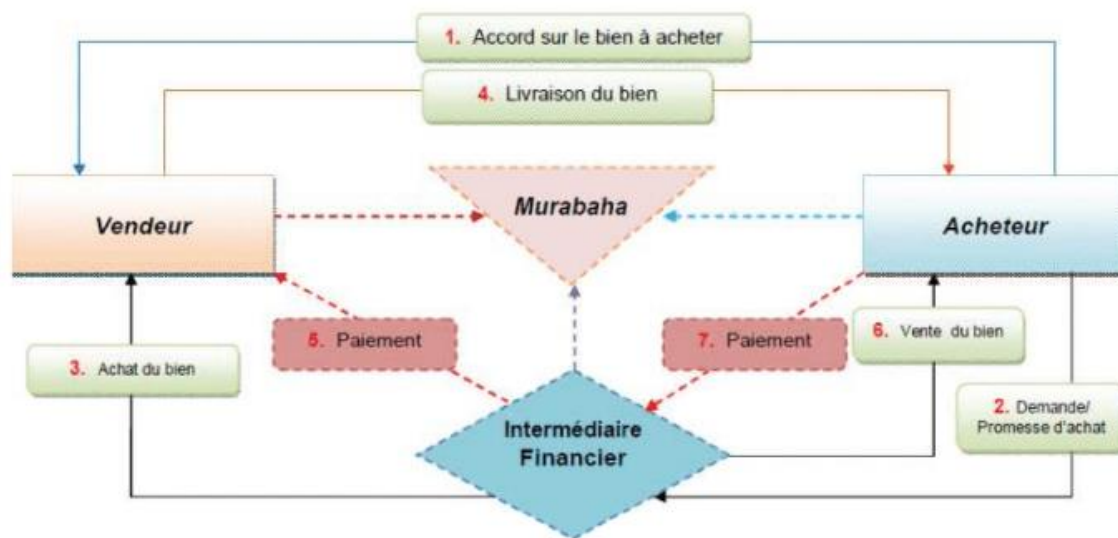 1. Accord sur le bien à acheter
4. Livraison du bien
Vendeur
Murabaha
Acheteur
5. Paiement
7. Paiement
6. Vente du bien
3. Achat du bien
2. Demande/
Promesse d'achat
Intermédiaire
Financier